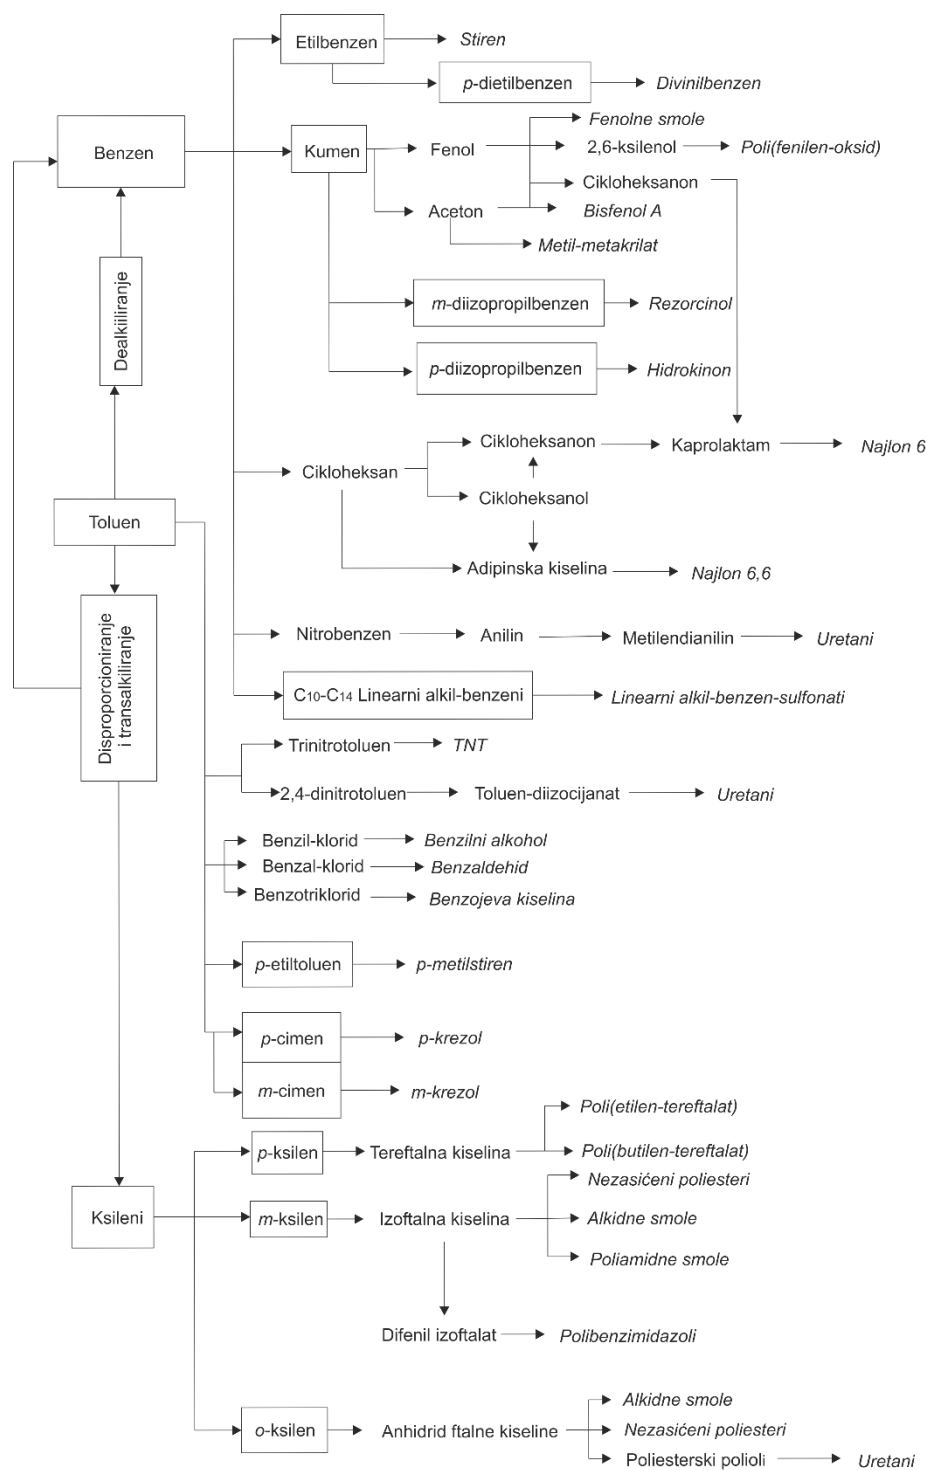 Etilbenzen
Stiren
p-dietilbenzen
Divinilbenzen
Benzen
Kumen
Fenol
Fenolne smole
2,6-ksilenol
Poli(fenilen-oksid)
Cikloheksanon
Aceton
Bisfenol A
Metil-metakrilat
Dealkiiliranje
m-diizopropilbenzen
Rezorcinol
p-diizopropilbenzen
Hidrokinon
Cikloheksan
Cikloheksanon
Kaprolaktam
Najlon 6
Cikloheksanol
Toluen
Adipinska kiselina
Najlon 6,6
Disproporcioniranje
i transalkiliranje
Nitrobenzen
Anilin
Metilendianilin
Uretani
C10-C14 Linearni alkil-benzeni
Linearni alkil-benzen-sulfonati
Trinitrotoluen
TNT
2,4-dinitrotoluen
Toluen-diizocijanat
Uretani
Benzil-klorid
Benzilni alkohol
Benzal-klorid
Benzaldehid
Benzotriklorid
Benzojeva kiselina
p-etiltoluen
p-metilstiren
p-cimen
p-krezol
m-cimen
m-krezol
p-ksilen
Tereftalna kiselina
Poli(etilen-tereftalat)
Poli(butilen-tereftalat)
Ksileni
m-ksilen
Izoftalna kiselina
Nezasićeni poliesteri
Alkidne smole
Poliamidne smole
Difenil izoftalat
Polibenzimidazoli
o-ksilen
Anhidrid ftalne kiseline
Alkidne smole
Nezasićeni poliesteri
Poliesterski polioli
Uretani